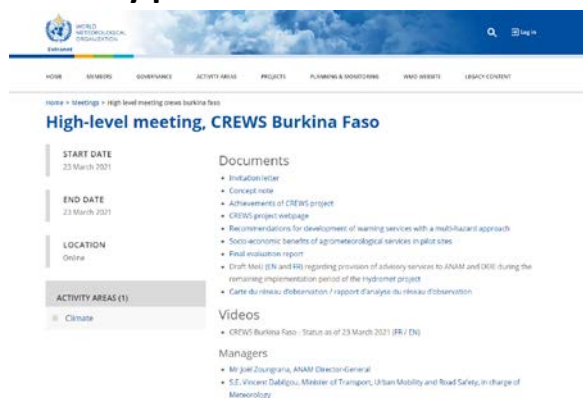 WORLD
METEOROLOGICAL
ORGANIZATION
Extranet
Log in
HOME MEMBERS GOVERNANCE ACTIVITY AREAS PROJECTS PLANNING & MONITORING WMO WEBSITE LEGACY CONTENT
Home > Meetings > High level meeting crews burkina faso
High-level meeting, CREWS Burkina Faso
START DATE
23 March 2021
END DATE
23 March 2021
LOCATION
Online
ACTIVITY AREAS (1)
Climate
Documents
Invitation letter
Concept note
Achievements of CREWS project
CREWS project webpage
Recommendations for development of warning services with a multi-hazard approach
Socio-economic benefits of agrometeorological services in pilot sites
Final evaluation report
Draft MoU (EN and FR) regarding provision of advisory services to ANAM and DEIE during the
remaining implementation period of the Hydromet project
Carte du réseau d'observation / rapport d'analyse du réseau d'observation
Videos
CREWS Burkina Faso - Status as of 23 March 2021 (FR / EN)
Managers
Mr Joël Zoungrana, ANAM Director-General
S.E. Vincent Dabilgou, Minister of Transport, Urban Mobility and Road Safety, in charge of
Meteorology